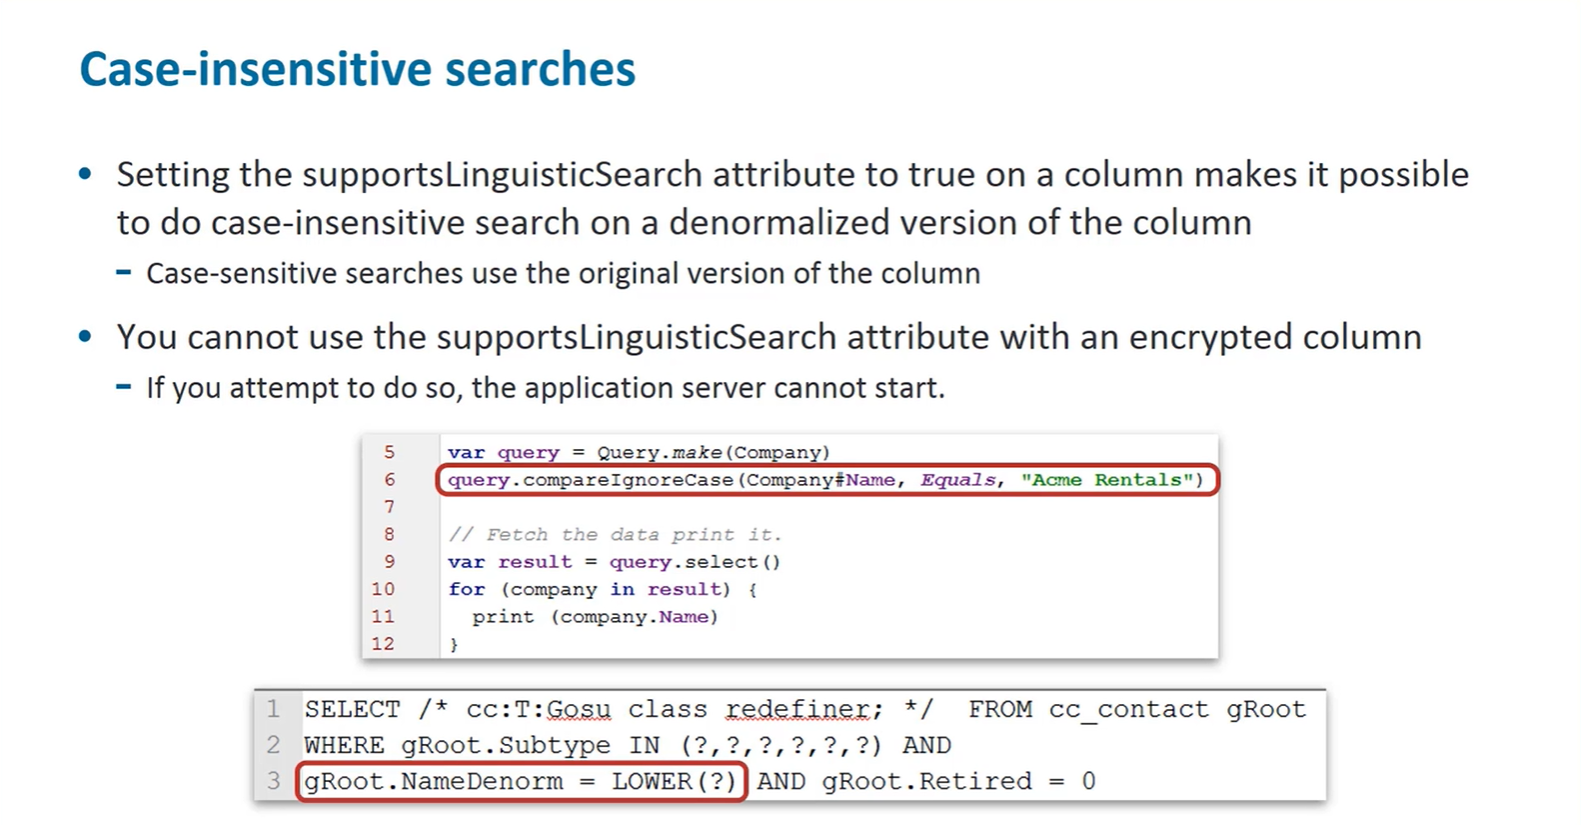 Case-insensitive searches
• Setting the supportsLinguisticSearch attribute to true on a column makes it possible
to do case-insensitive search on a denormalized version of the column
– Case-sensitive searches use the original version of the column
• You cannot use the supportsLinguisticSearch attribute with an encrypted column
– If you attempt to do so, the application server cannot start.
5 var query = Query.make(Company)
6 query.compareIgnoreCase(Company#Name, Equals, "Acme Rentals")
7
8 // Fetch the data print it.
9 var result = query.select()
10 for (company in result) {
11 print (company.Name)
12 }
1 SELECT /* cc:T:Gosu class redefiner; */ FROM cc_contact gRoot
2 WHERE gRoot.Subtype IN (?,?,?,?,?,?) AND
3 gRoot.NameDenorm = LOWER(?) AND gRoot.Retired = 0